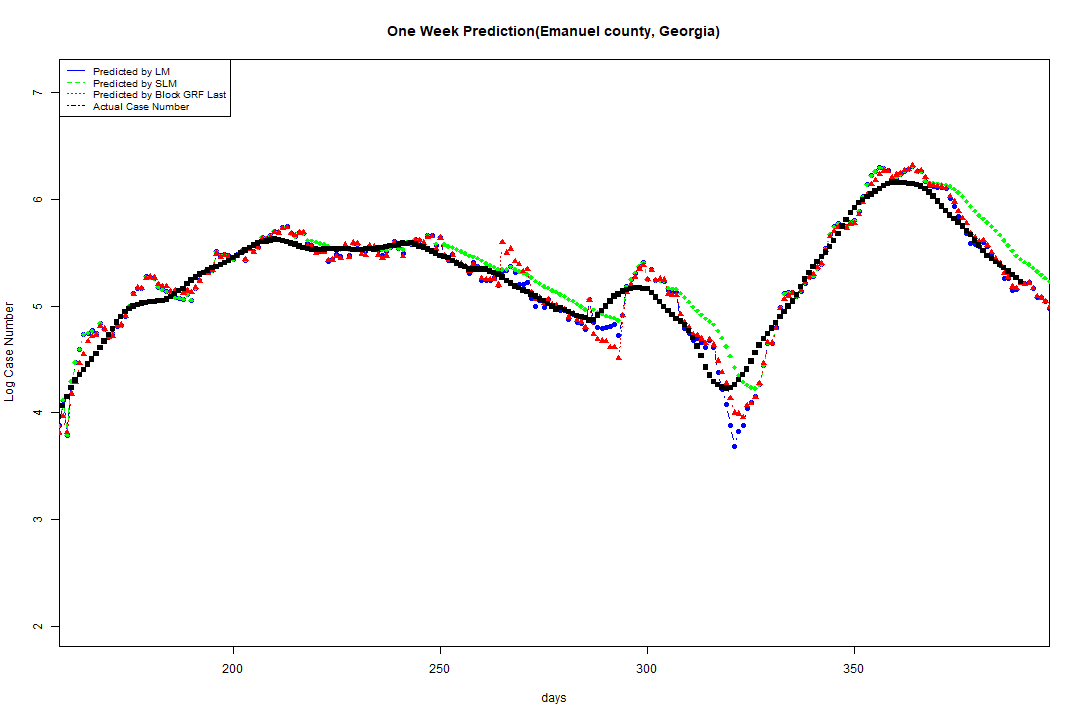 One Week Prediction(Emanuel county, Georgia)
Predicted by LM
Predicted by SLM
Predicted by Block GRF Last
Actual Case Number
7
6
5
4
3
2
Log Case Number
200 250 300 350
days